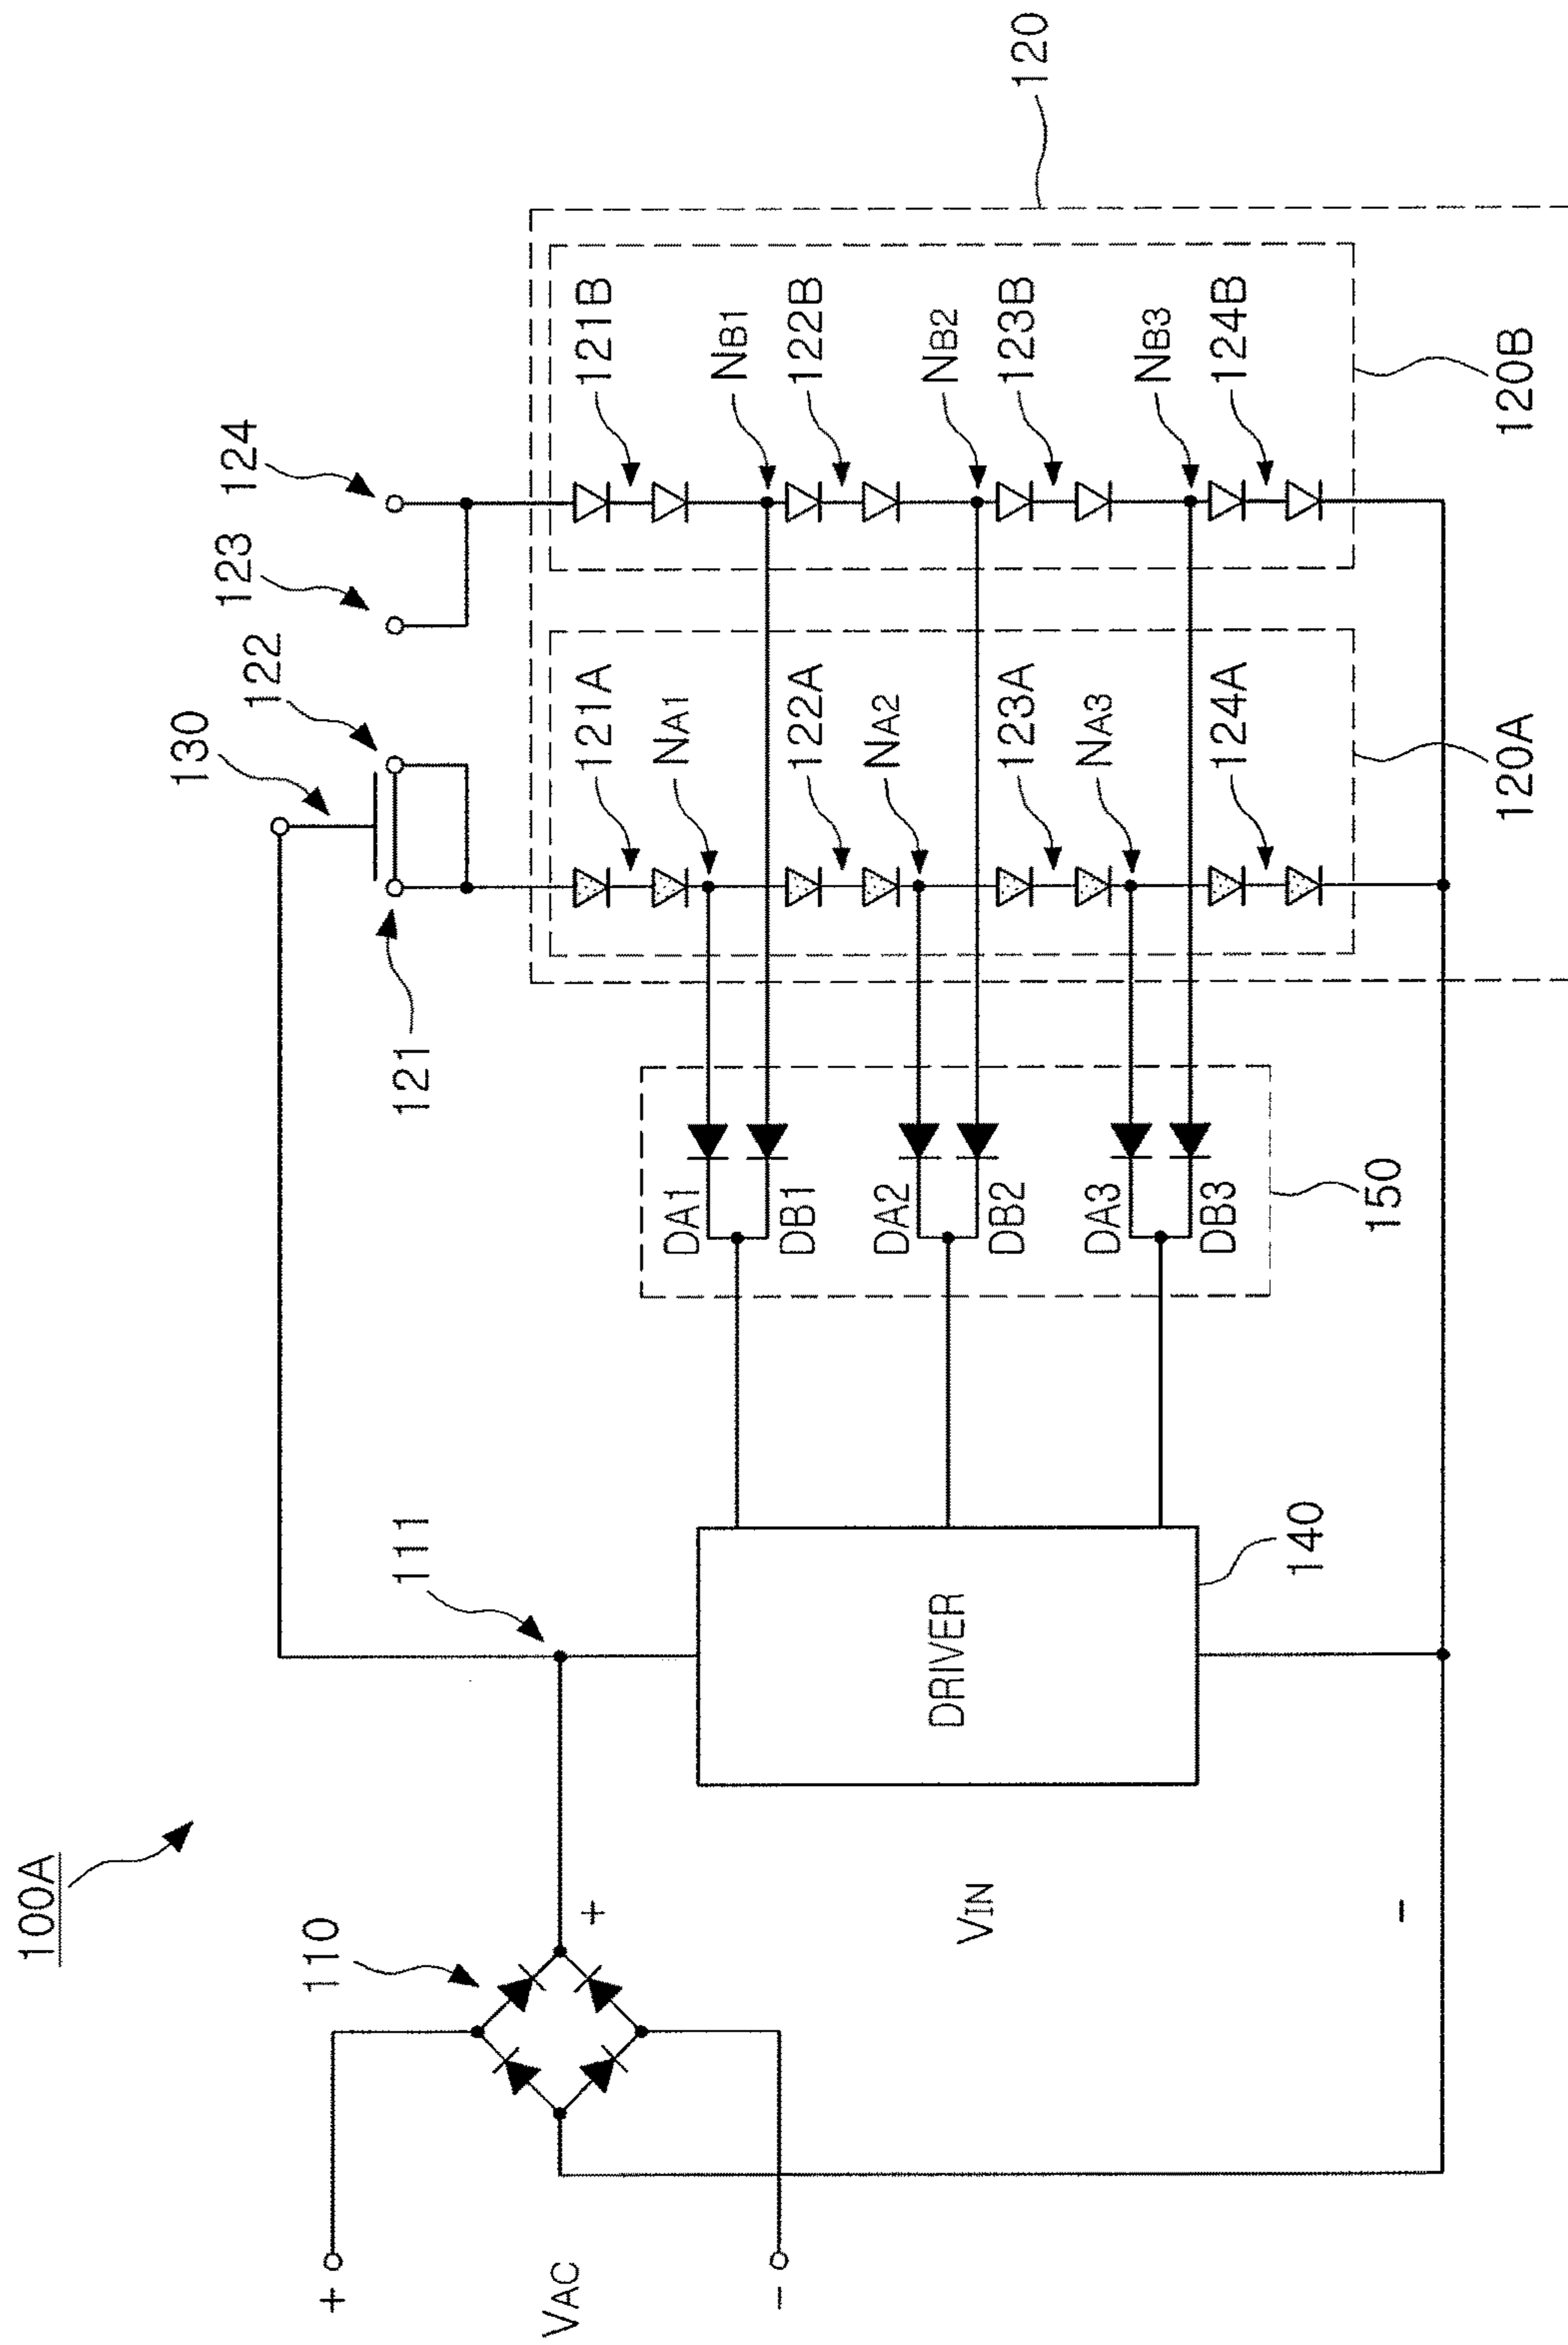 100A
110
+
VAC
-
+
VIN
-
111
DRIVER
140
DA1
DB1
DA2
DB2
DA3
DB3
150
130
121
122
123
124
121A
NA1
122A
NA2
123A
NA3
124A
120A
121B
NB1
122B
NB2
123B
NB3
124B
120B
120